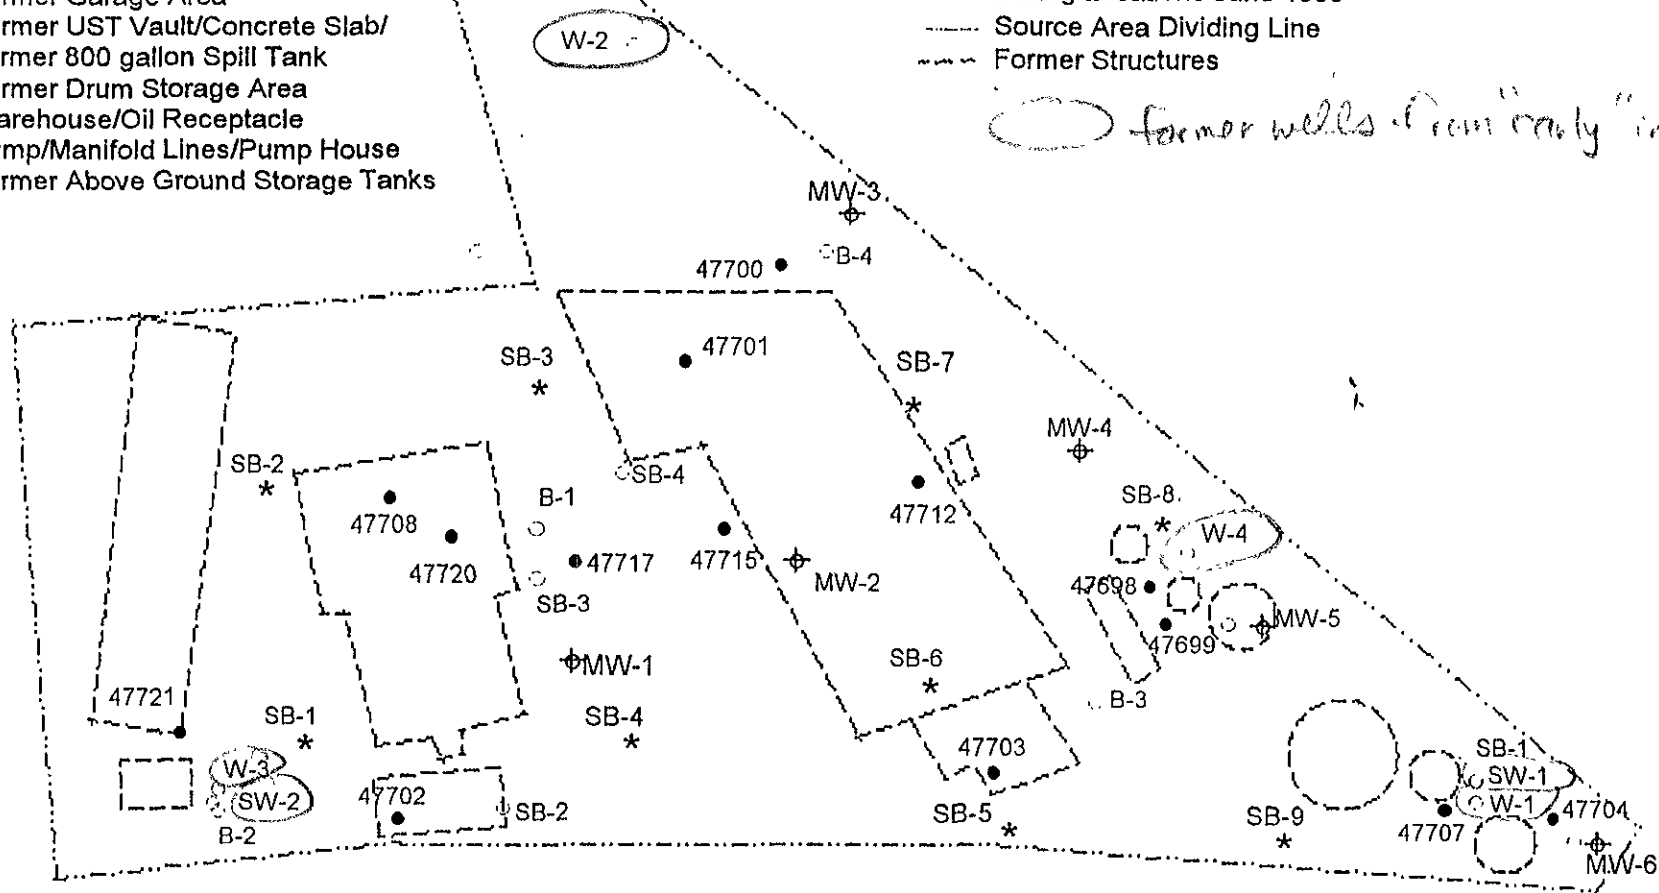 rmer Garage Area
rmer UST Vault/Concrete Slab/
rmer 800 gallon Spill Tank
rmer Drum Storage Area
arehouse/Oil Receptacle
mp/Manifold Lines/Pump House
rmer Above Ground Storage Tanks
Source Area Dividing Line
Former Structures
former wells from "early"
W-2
MW-3
B-4
47700
47701
SB-3
SB-7
MW-4
SB-2
SB-4
B-1
47708
47712
SB-8
W-4
47720
47717
47715
MW-2
SB-3
47698
47699
MW-5
MW-1
SB-6
B-3
47721
SB-1
SB-4
47703
SB-1
W-3
SW-1
SW-2
47702
W-1
SB-2
SB-5
SB-9
47704
B-2
47707
MW-6